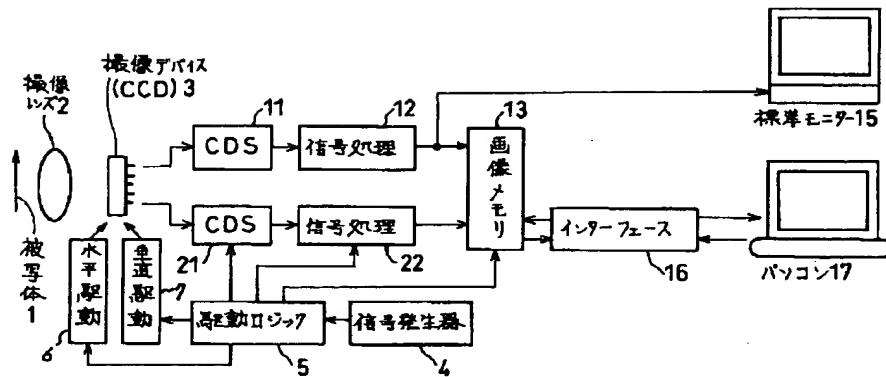 撮像
レンズ2
撮像デバイス
(CCD)3
11
CDS
12
信号処理
13
画像メモリ
標準モニター15
被写体1
21
CDS
22
信号処理
インターフェース
16
パソコン17
水平駆動
6
垂直駆動
7
駆動ロジック
5
信号発生器
4